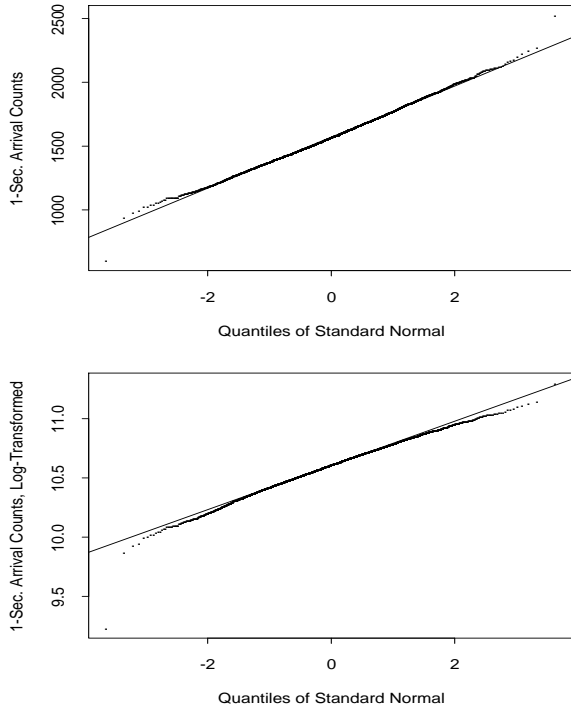 1-Sec. Arrival Counts
2500
2000
1500
1000
-2 0 2
Quantiles of Standard Normal
1-Sec. Arrival Counts, Log-Transformed
11.0
10.5
10.0
9.5
-2 0 2
Quantiles of Standard Normal